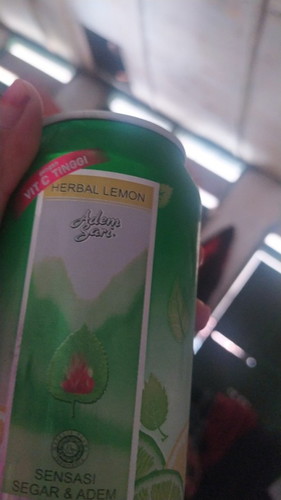 VIT C TINGGI
HERBAL LEMON
Adem
Sari
SENSASI
SEGAR & ADEM